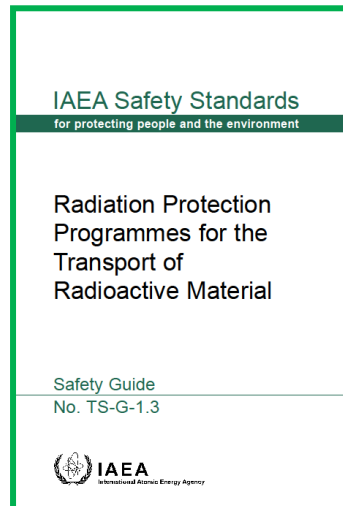 IAEA Safety Standards
for protecting people and the environment
Radiation Protection
Programmes for the
Transport of
Radioactive Material
Safety Guide
No. TS-G-1.3
IAEA
International Atomic Energy Agency